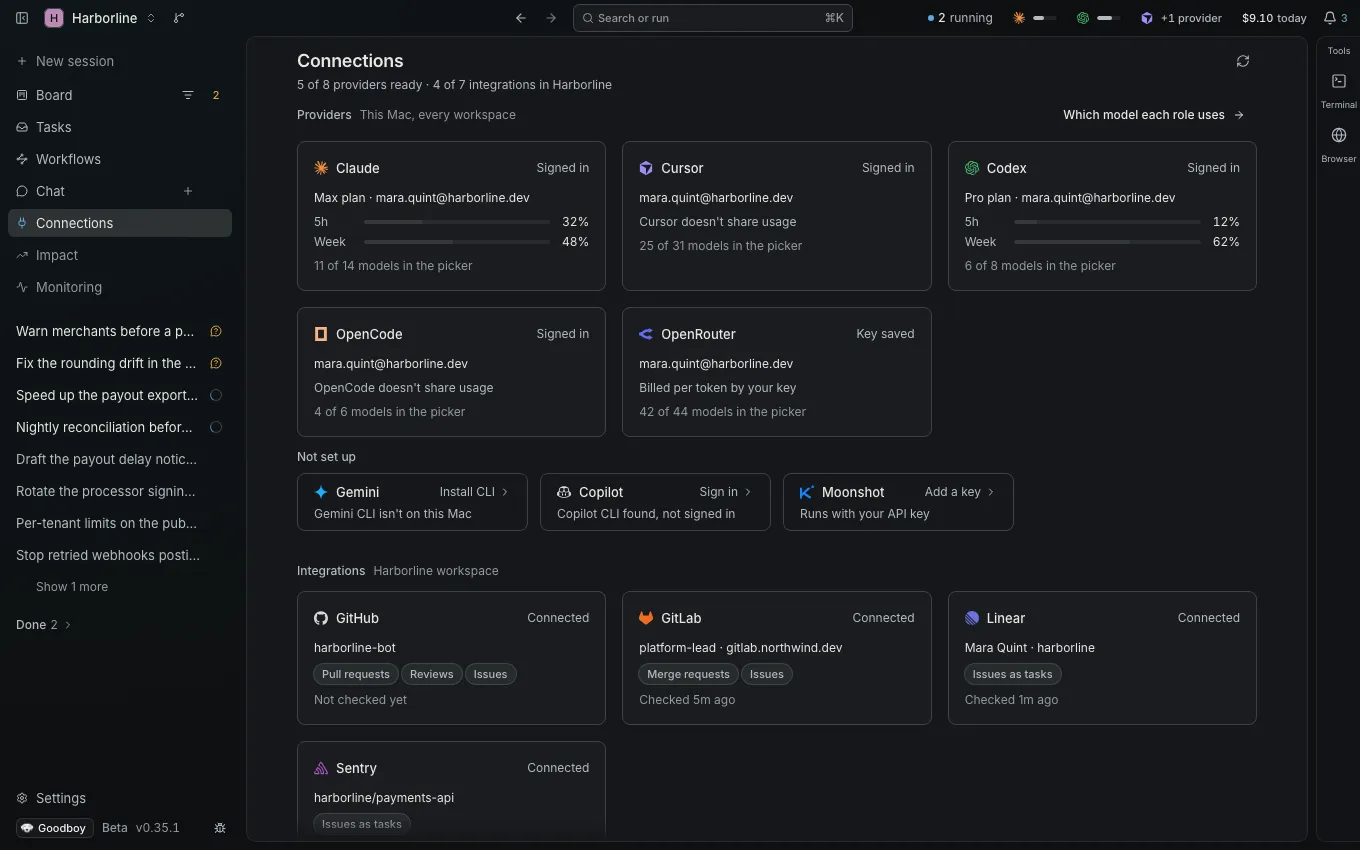 H Harborline
Search or run ⌘K
2 running
+1 provider
$9.10 today
3
New session
Board 2
Tasks
Workflows
Chat
Connections
Impact
Monitoring
Warn merchants before a p...
Fix the rounding drift in the ...
Speed up the payout export...
Nightly reconciliation befor...
Draft the payout delay notic...
Rotate the processor signin...
Per-tenant limits on the pub...
Stop retried webhooks posti...
Show 1 more
Done 2
Settings
Goodboy Beta v0.35.1
Connections
5 of 8 providers ready · 4 of 7 integrations in Harborline
Providers This Mac, every workspace
Which model each role uses
Claude Signed in
Max plan · mara.quint@harborline.dev
5h 32%
Week 48%
11 of 14 models in the picker
Cursor Signed in
mara.quint@harborline.dev
Cursor doesn't share usage
25 of 31 models in the picker
Codex Signed in
Pro plan · mara.quint@harborline.dev
5h 12%
Week 62%
6 of 8 models in the picker
OpenCode Signed in
mara.quint@harborline.dev
OpenCode doesn't share usage
4 of 6 models in the picker
OpenRouter Key saved
mara.quint@harborline.dev
Billed per token by your key
42 of 44 models in the picker
Not set up
Gemini Install CLI
Gemini CLI isn't on this Mac
Copilot Sign in
Copilot CLI found, not signed in
Moonshot Add a key
Runs with your API key
Integrations Harborline workspace
GitHub Connected
harborline-bot
Pull requests Reviews Issues
Not checked yet
GitLab Connected
platform-lead · gitlab.northwind.dev
Merge requests Issues
Checked 5m ago
Linear Connected
Mara Quint · harborline
Issues as tasks
Checked 1m ago
Sentry Connected
harborline/payments-api
Issues as tasks
Tools
Terminal
Browser